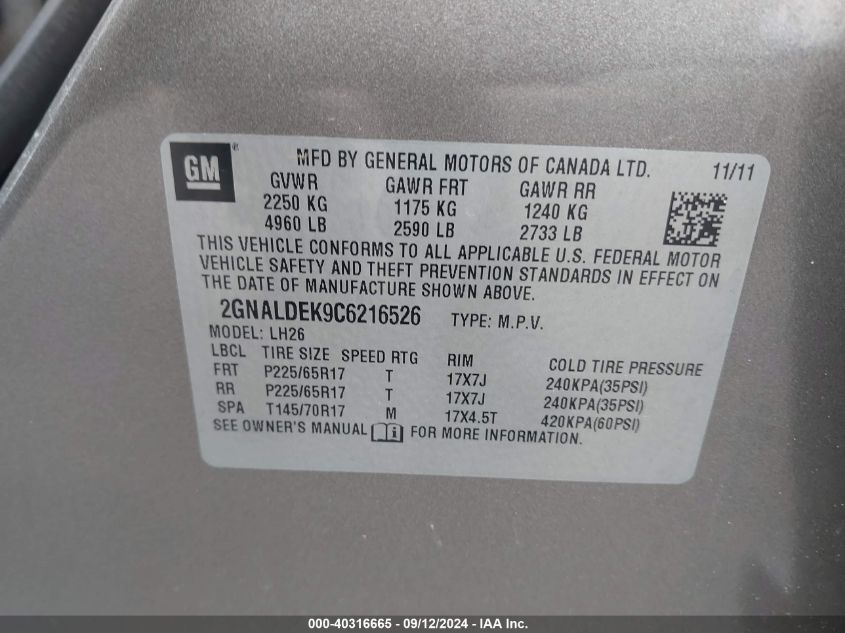 GM ® MFD BY GENERAL MOTORS OF CANADA LTD. 11/11
GVWR GAWR FRT GAWR RR
2250 KG 1175 KG 1240 KG
4960 LB 2590 LB 2733 LB
THIS VEHICLE CONFORMS TO ALL APPLICABLE U.S. FEDERAL MOTOR
VEHICLE SAFETY AND THEFT PREVENTION STANDARDS IN EFFECT ON
THE DATE OF MANUFACTURE SHOWN ABOVE.
2GNALDEK9C6216526 TYPE: M.P.V.
MODEL: LH26
LBCL TIRE SIZE SPEED RTG RIM COLD TIRE PRESSURE
FRT P225/65R17 T 17X7J 240KPA(35PSI)
RR P225/65R17 T 17X7J 240KPA(35PSI)
SPA T145/70R17 M 17X4.5T 420KPA(60PSI)
SEE OWNER'S MANUAL i FOR MORE INFORMATION.
000-40316665 - 09/12/2024 - IAA Inc.